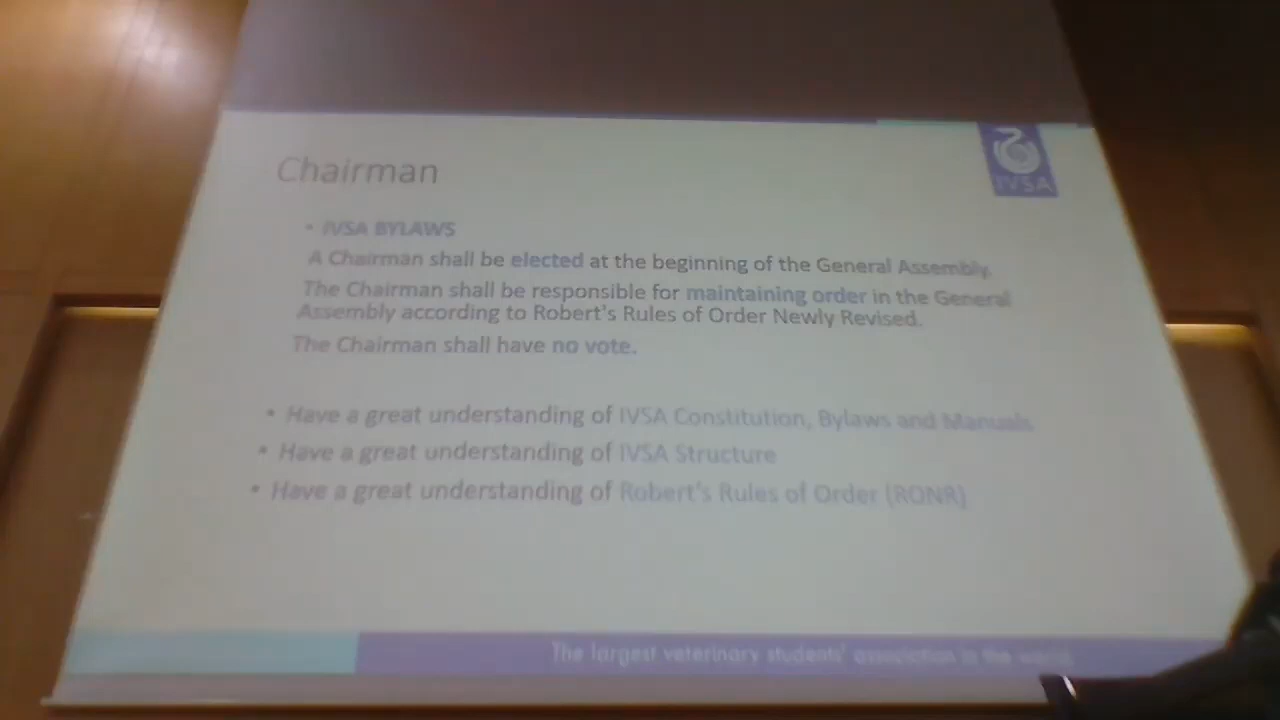 Chairman
IVSA
• IVSA BYLAWS
A Chairman shall be elected at the beginning of the General Assembly.
The Chairman shall be responsible for maintaining order in the General
Assembly according to Robert's Rules of Order Newly Revised.
The Chairman shall have no vote.
• Have a great understanding of IVSA Constitution, Bylaws and Manuals
• Have a great understanding of IVSA Structure
• Have a great understanding of Robert's Rules of Order (RONR)
The largest veterinary students' association in the world